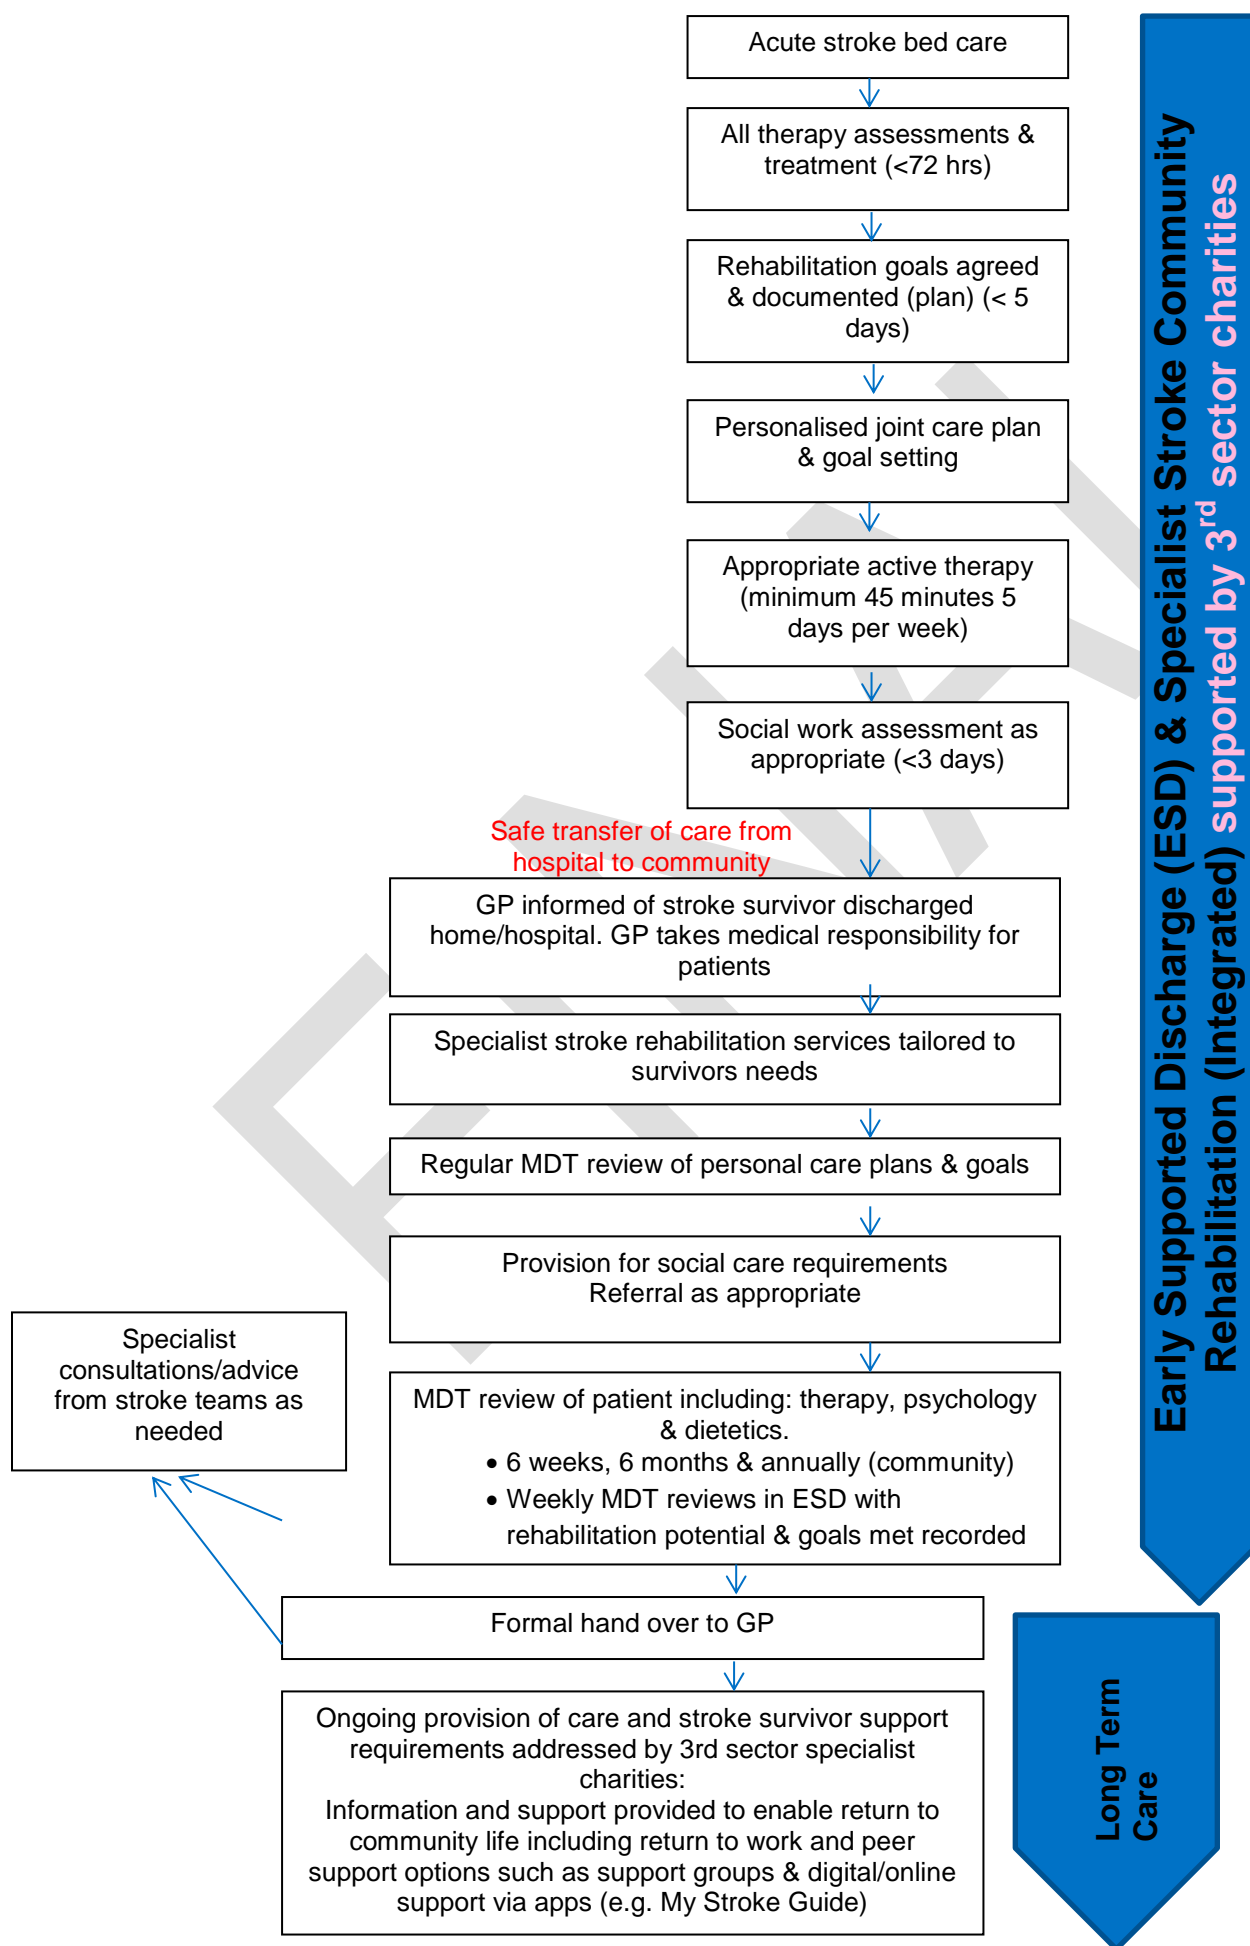 Acute stroke bed care
All therapy assessments &
treatment (<72 hrs)
Rehabilitation goals agreed
& documented (plan) (< 5
days)
Personalised joint care plan
& goal setting
Appropriate active therapy
(minimum 45 minutes 5
days per week)
Social work assessment as
appropriate (<3 days)
Safe transfer of care from
hospital to community
GP informed of stroke survivor discharged
home/hospital. GP takes medical responsibility for
patients
Specialist stroke rehabilitation services tailored to
survivors needs
Regular MDT review of personal care plans & goals
Provision for social care requirements
Referral as appropriate
Specialist
consultations/advice
from stroke teams as
needed
MDT review of patient including: therapy, psychology
& dietetics.
• 6 weeks, 6 months & annually (community)
• Weekly MDT reviews in ESD with
rehabilitation potential & goals met recorded
Formal hand over to GP
Ongoing provision of care and stroke survivor support
requirements addressed by 3rd sector specialist
charities:
Information and support provided to enable return to
community life including return to work and peer
support options such as support groups & digital/online
support via apps (e.g. My Stroke Guide)
Early Supported Discharge (ESD) & Specialist Stroke Community
Rehabilitation (Integrated) supported by 3rd sector charities
Long Term
Care
FINAL